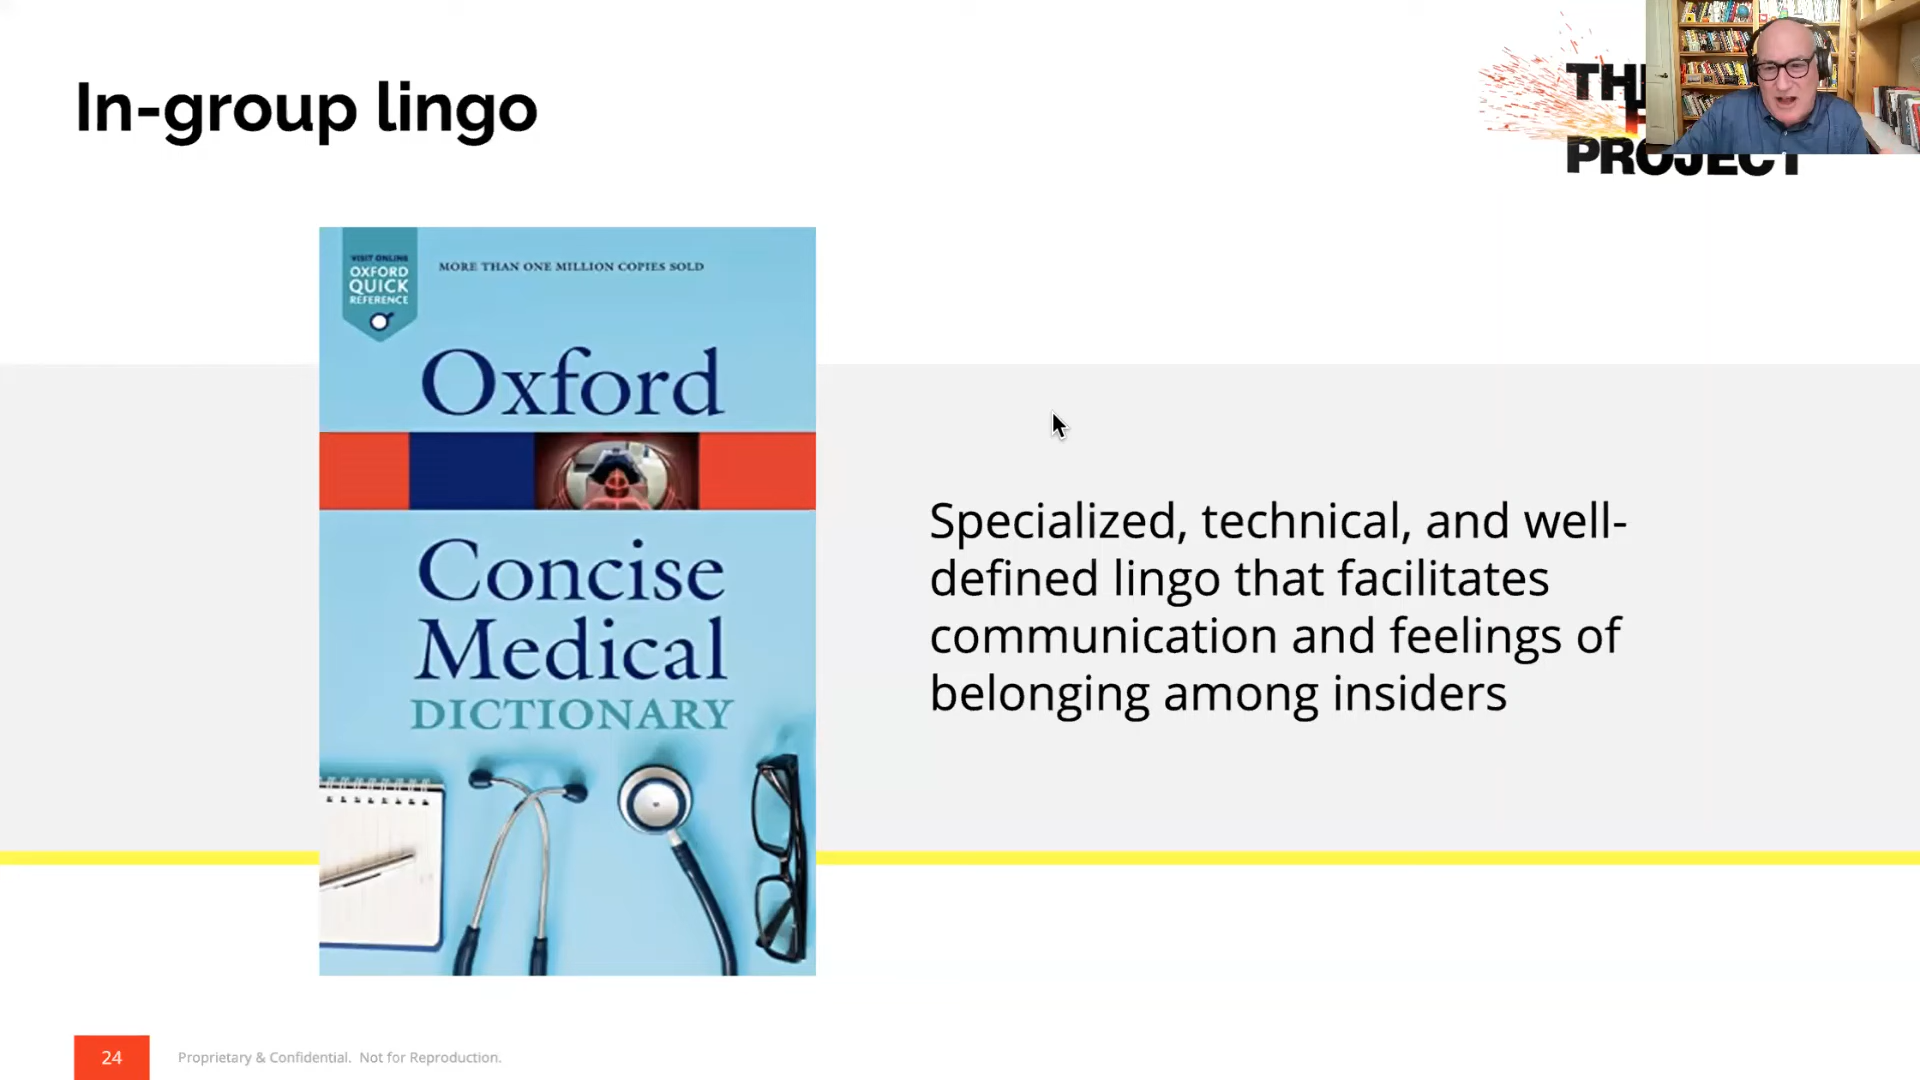 In-group lingo
PROJECT
VISIT ONLINE
OXFORD
QUICK
REFERENCE
MORE THAN ONE MILLION COPIES SOLD
Oxford
Concise
Medical
DICTIONARY
Specialized, technical, and well-
defined lingo that facilitates
communication and feelings of
belonging among insiders
24
Proprietary & Confidential. Not for Reproduction.